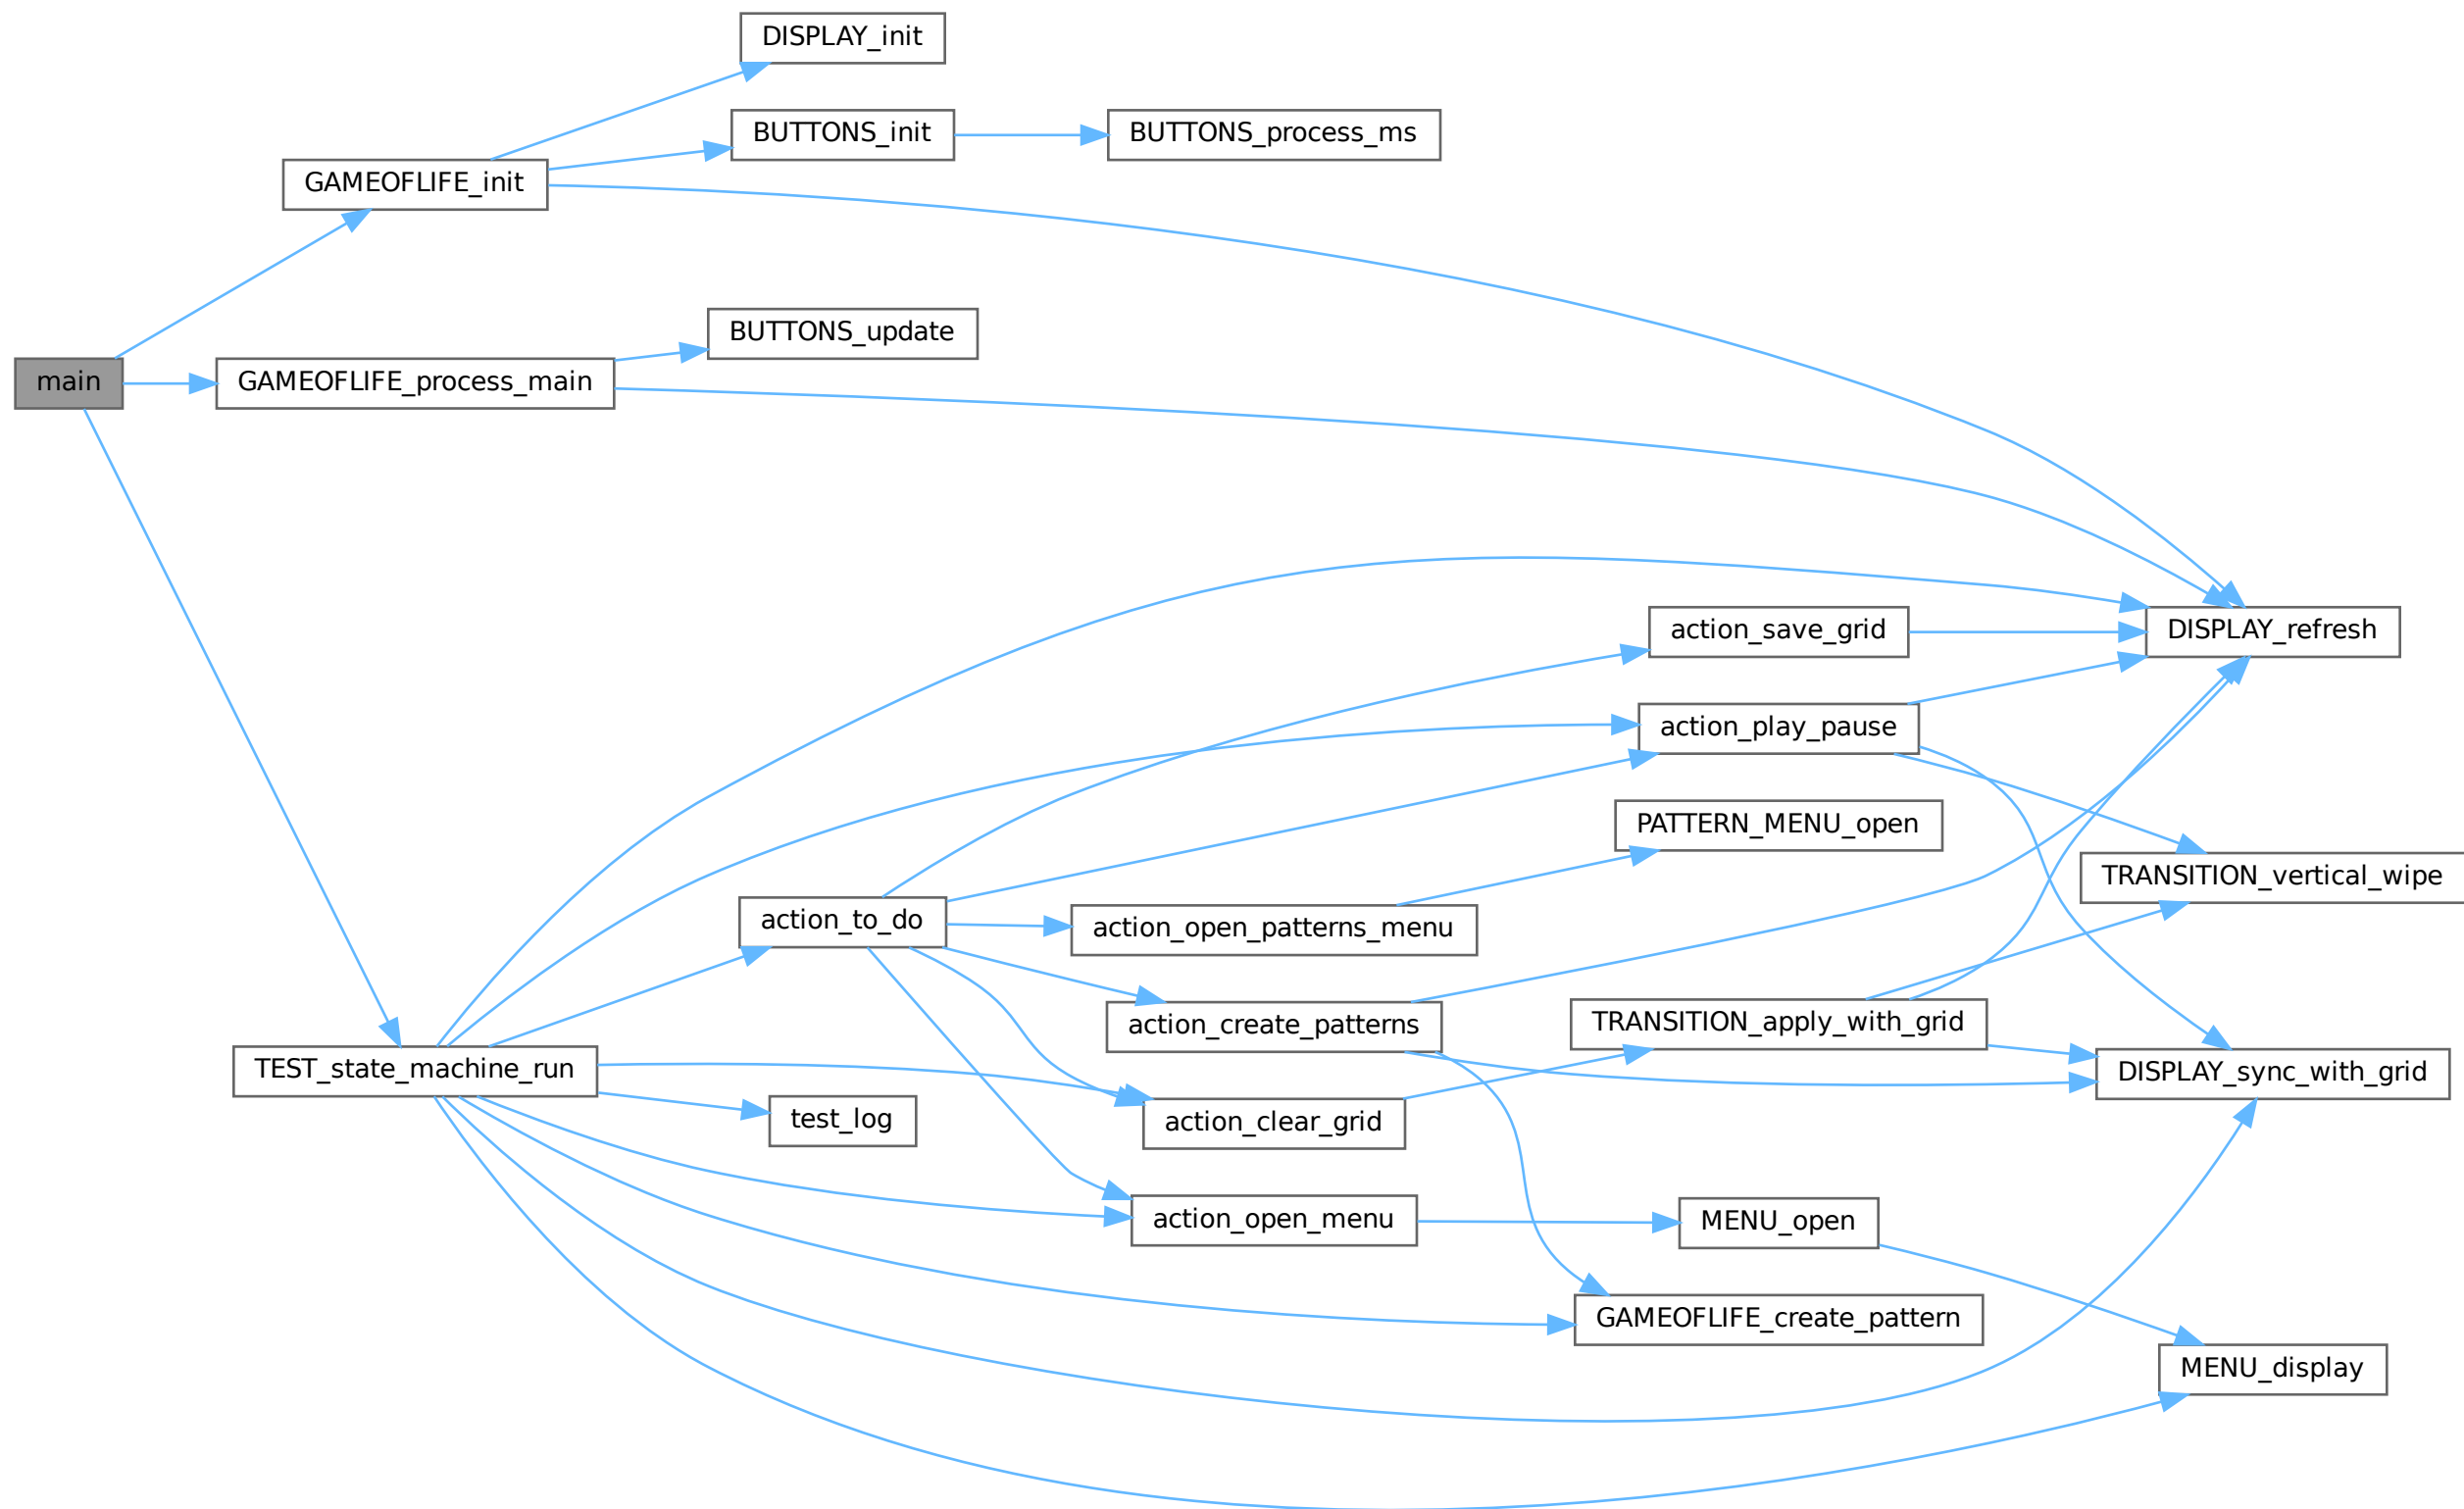 DISPLAY_init
BUTTONS_init
BUTTONS_process_ms
GAMEOFLIFE_init
BUTTONS_update
main
GAMEOFLIFE_process_main
action_save_grid
DISPLAY_refresh
action_play_pause
PATTERN_MENU_open
TRANSITION_vertical_wipe
action_to_do
action_open_patterns_menu
action_create_patterns
TRANSITION_apply_with_grid
TEST_state_machine_run
DISPLAY_sync_with_grid
test_log
action_clear_grid
action_open_menu
MENU_open
GAMEOFLIFE_create_pattern
MENU_display